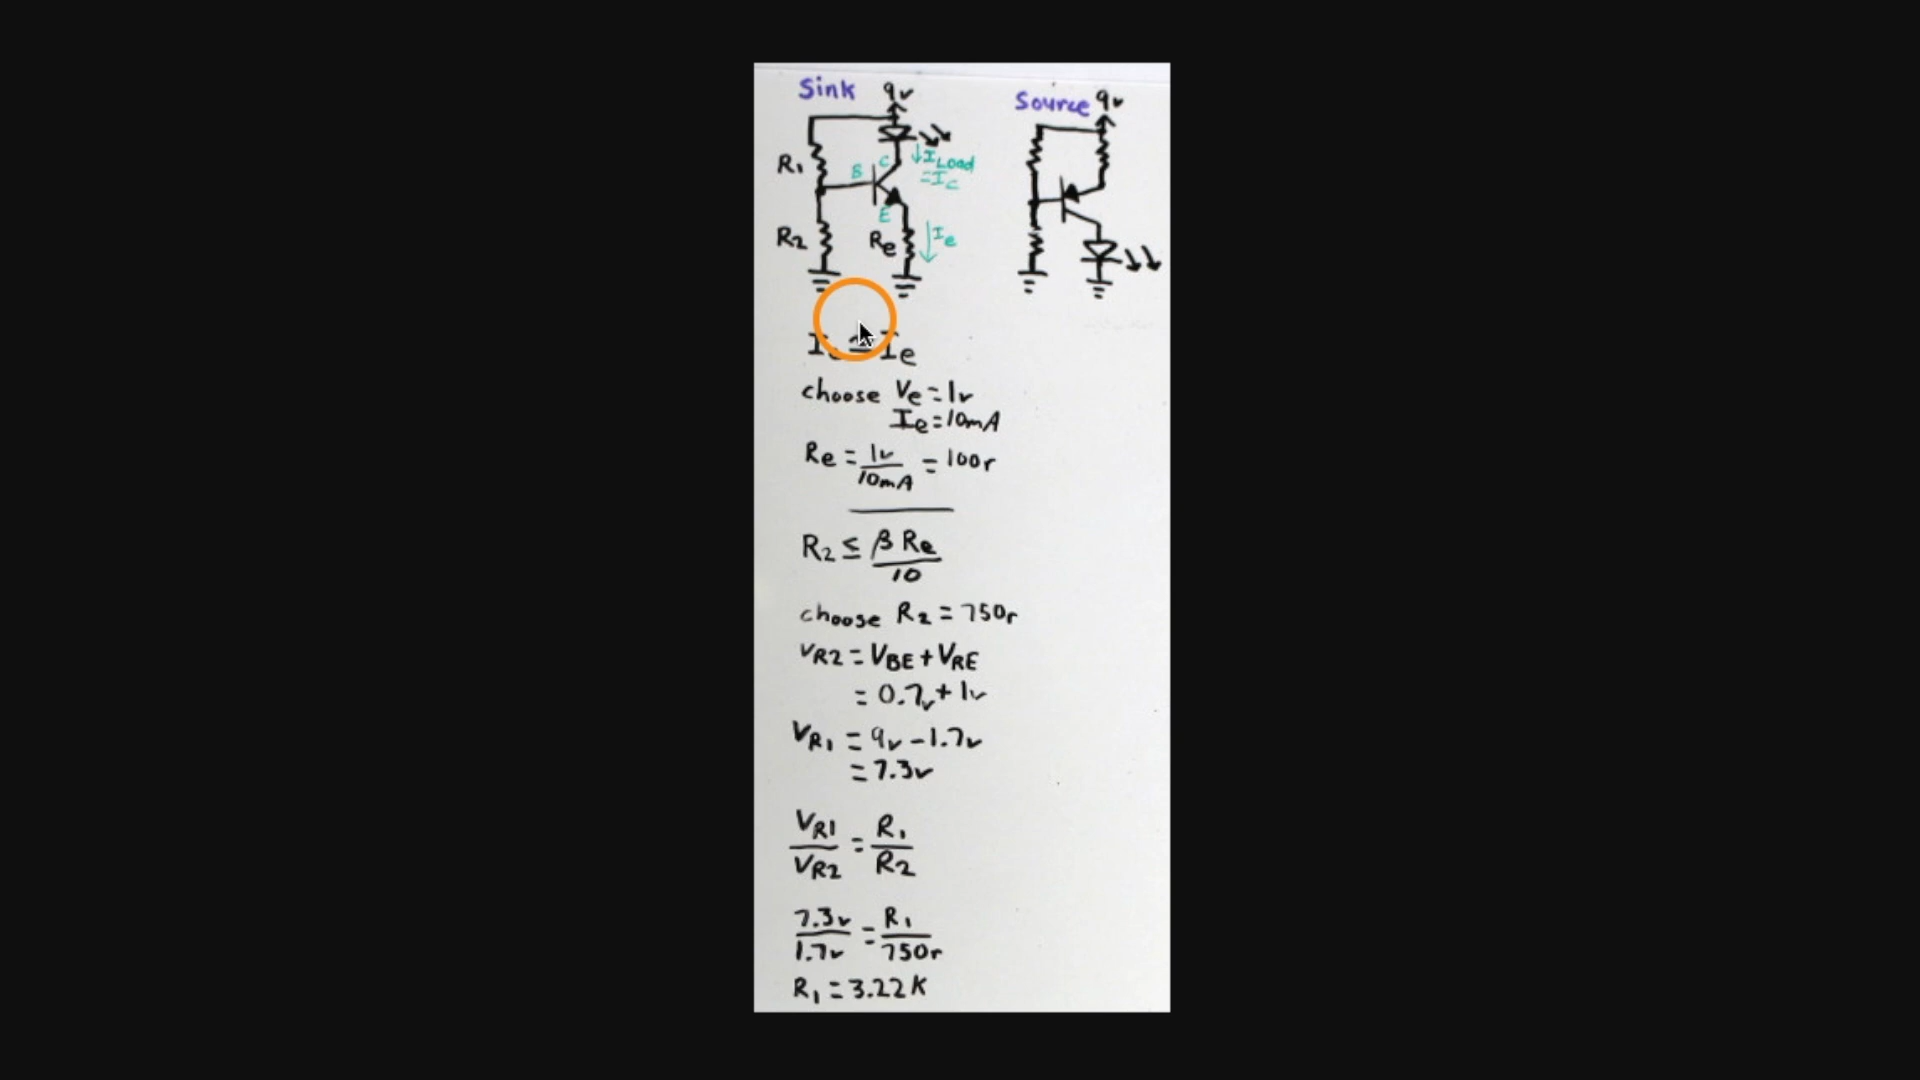 Sink 9v
Source 9v
R1
B
C
↓ILoad
=Ic
E
R2
Re
Ie
Ic ≃ Ie
choose Ve = 1v
Ie = 10mA
Re = 1v/10mA = 100r
R2 ≤ β Re/10
choose R2 = 750r
VR2 = VBE + VRE
= 0.7v + 1v
VR1 = 9v - 1.7v
= 7.3v
VR1/VR2 = R1/R2
7.3v/1.7v = R1/750r
R1 = 3.22K